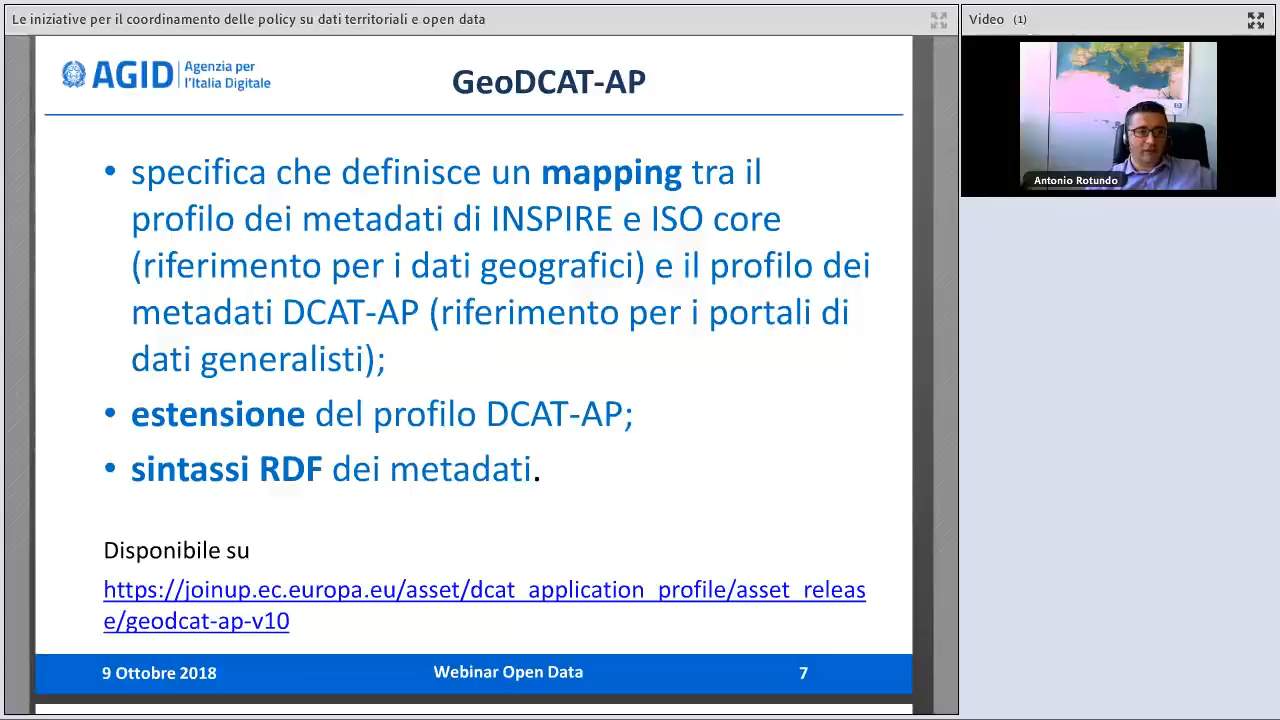 Le iniziative per il coordinamento delle policy su dati territoriali e open data
Video (1)
AGID
Agenzia per
l'Italia Digitale
GeoDCAT-AP
Antonio Rotundo
• specifica che definisce un mapping tra il
profilo dei metadati di INSPIRE e ISO core
(riferimento per i dati geografici) e il profilo dei
metadati DCAT-AP (riferimento per i portali di
dati generalisti);
• estensione del profilo DCAT-AP;
• sintassi RDF dei metadati.
Disponibile su
https://joinup.ec.europa.eu/asset/dcat_application_profile/asset_releas
e/geodcat-ap-v10
9 Ottobre 2018
Webinar Open Data
7